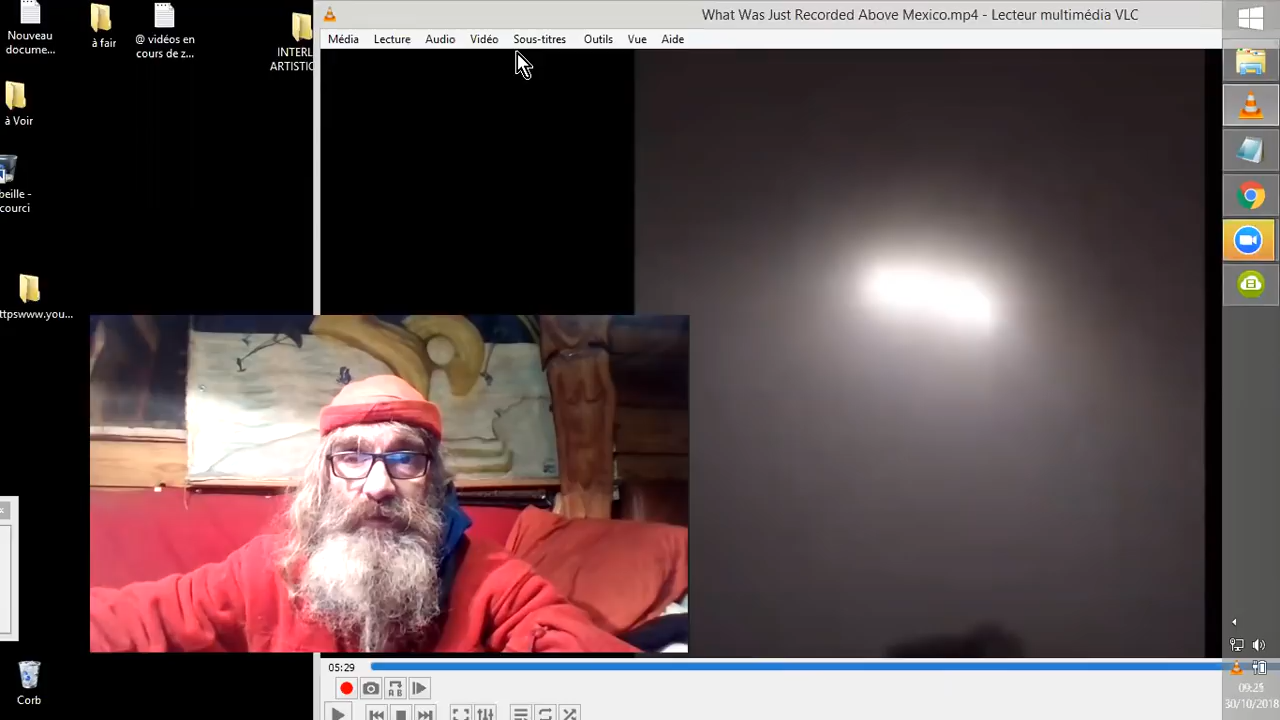 What Was Just Recorded Above Mexico.mp4 - Lecteur multimédia VLC
Média Lecture Audio Vidéo Sous-titres Outils Vue Aide
Nouveau
docume...
à fair
@ vidéos en
cours de z...
INTERL
ARTISTIC
à Voir
beille -
courci
ttpswww.you...
Corb
05:29
A B
09:25
30/10/2018